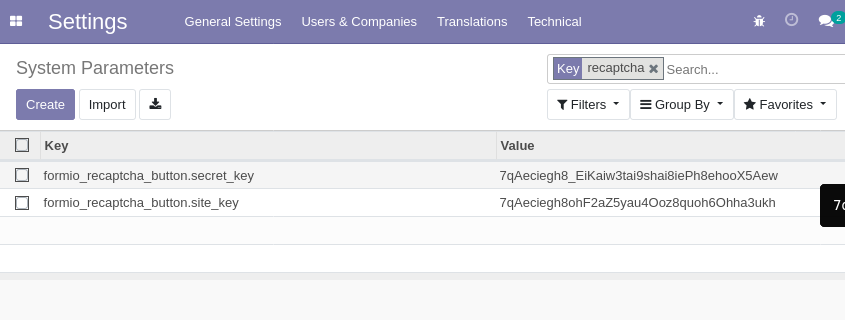 Settings General Settings Users & Companies Translations Technical 2
System Parameters
Key recaptcha Search...
Create Import Filters Group By Favorites
Key Value
formio_recaptcha_button.secret_key 7qAeciegh8_EiKaiw3tai9shai8iePh8ehooX5Aew
formio_recaptcha_button.site_key 7qAeciegh8ohF2aZ5yau4Ooz8quoh6Ohha3ukh